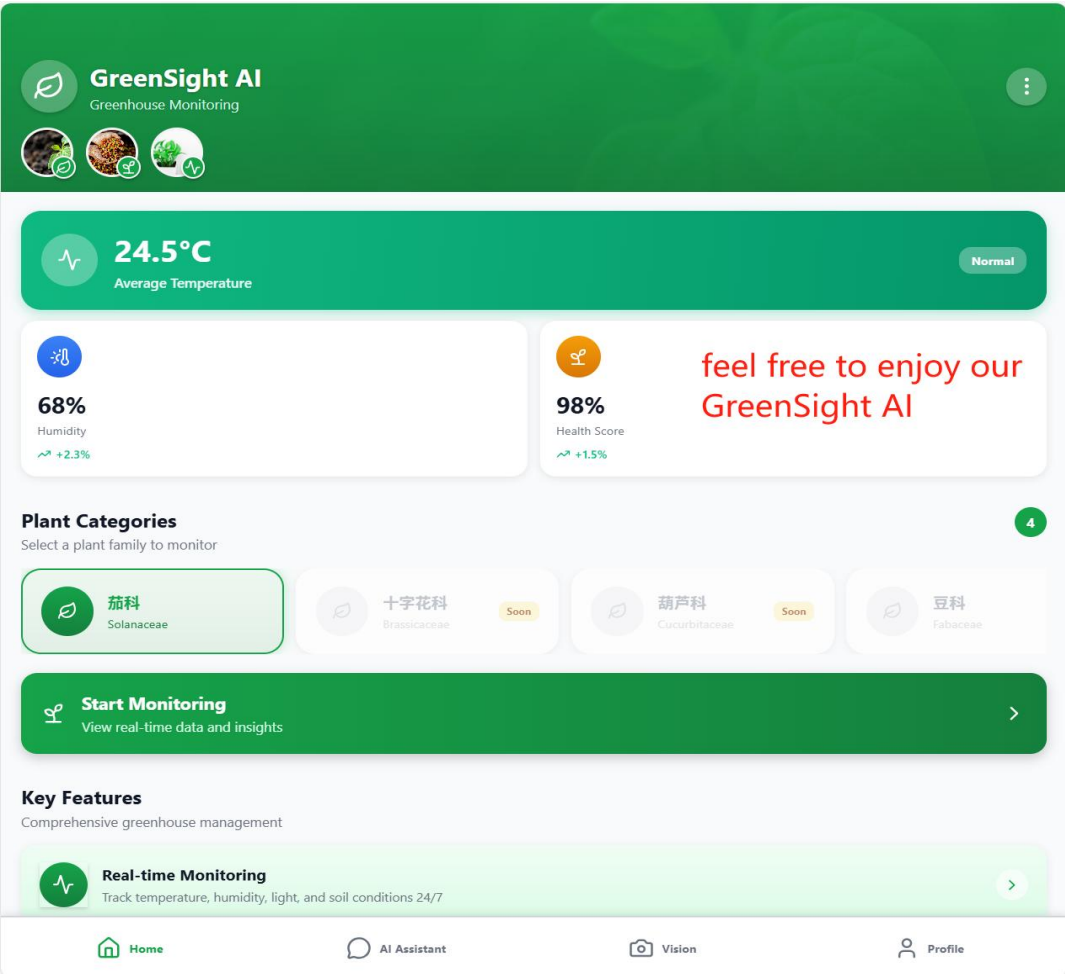 GreenSight AI
Greenhouse Monitoring
24.5°C
Average Temperature
Normal
68%
Humidity
+2.3%
98%
Health Score
+1.5%
feel free to enjoy our
GreenSight AI
Plant Categories
Select a plant family to monitor
4
茄科
Solanaceae
十字花科
Brassicaceae
Soon
葫芦科
Cucurbitaceae
Soon
豆科
Fabaceae
Start Monitoring
View real-time data and insights
Key Features
Comprehensive greenhouse management
Real-time Monitoring
Track temperature, humidity, light, and soil conditions 24/7
Home
AI Assistant
Vision
Profile